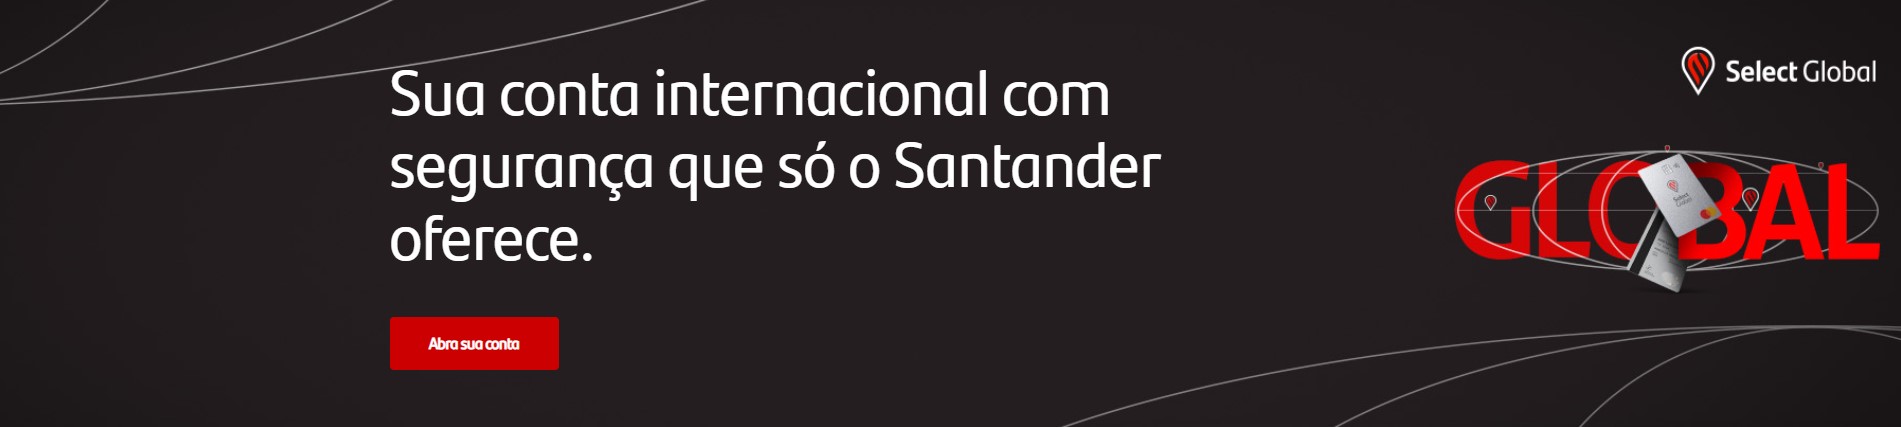 Sua conta internacional com
segurança que só o Santander
oferece.
Abra sua conta
Select Global
GLOBAL
Select
Global